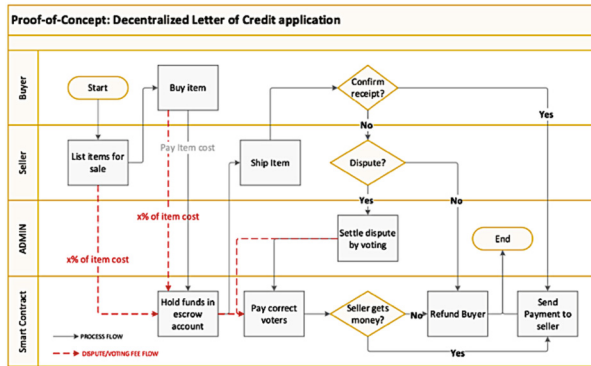 Proof-of-Concept: Decentralized Letter of Credit application
Buyer
Start
Buy item
Confirm
receipt?
Yes
No
Seller
List items for
sale
Pay Item cost
Ship Item
Dispute?
Yes
No
ADMIN
x% of item cost
x% of item cost
Settle dispute
by voting
End
Smart Contract
Hold funds in
escrow
account
Pay correct
voters
Seller gets
money?
No
Refund Buyer
Send
Payment to
seller
Yes
PROCESS FLOW
DISPUTE/VOTING FEE FLOW